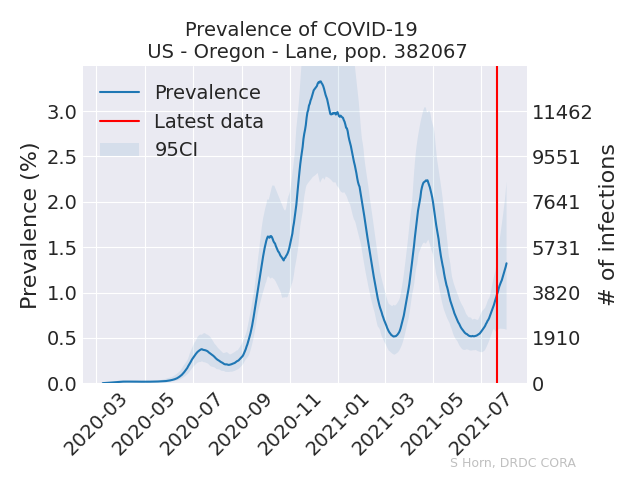 Prevalence of COVID-19
US - Oregon - Lane, pop. 382067
Prevalence
Latest data
95CI
Prevalence (%)
3.0
2.5
2.0
1.5
1.0
0.5
0.0
11462
9551
7641
5731
3820
1910
0
# of infections
2020-03
2020-05
2020-07
2020-09
2020-11
2021-01
2021-03
2021-05
2021-07
S Horn, DRDC CORA